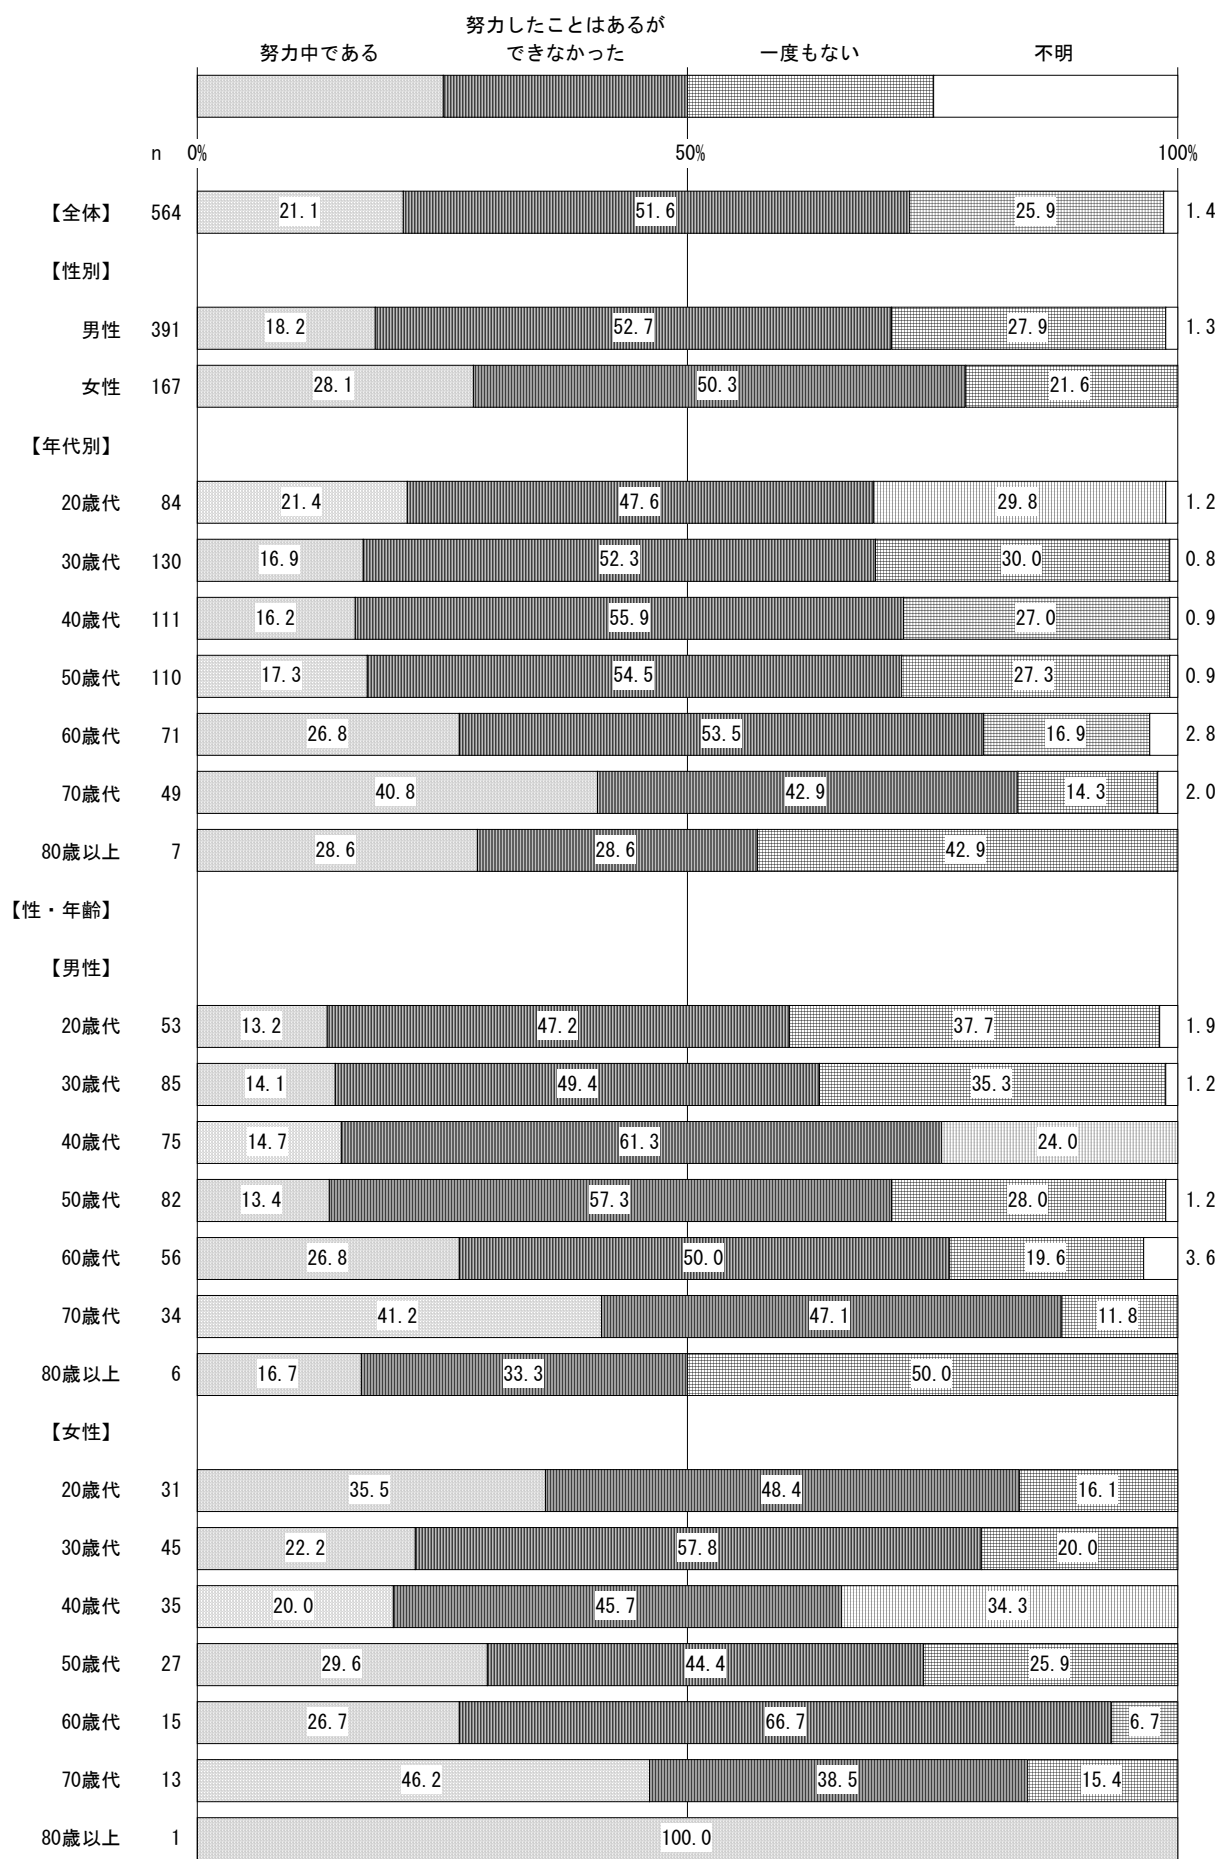 努力したことはあるが
努力中である できなかった 一度もない 不明
n 0% 50% 100%
【全体】 564 21.1 51.6 25.9 1.4
【性別】
男性 391 18.2 52.7 27.9 1.3
女性 167 28.1 50.3 21.6
【年代別】
20歳代 84 21.4 47.6 29.8 1.2
30歳代 130 16.9 52.3 30.0 0.8
40歳代 111 16.2 55.9 27.0 0.9
50歳代 110 17.3 54.5 27.3 0.9
60歳代 71 26.8 53.5 16.9 2.8
70歳代 49 40.8 42.9 14.3 2.0
80歳以上 7 28.6 28.6 42.9
【性・年齢】
【男性】
20歳代 53 13.2 47.2 37.7 1.9
30歳代 85 14.1 49.4 35.3 1.2
40歳代 75 14.7 61.3 24.0
50歳代 82 13.4 57.3 28.0 1.2
60歳代 56 26.8 50.0 19.6 3.6
70歳代 34 41.2 47.1 11.8
80歳以上 6 16.7 33.3 50.0
【女性】
20歳代 31 35.5 48.4 16.1
30歳代 45 22.2 57.8 20.0
40歳代 35 20.0 45.7 34.3
50歳代 27 29.6 44.4 25.9
60歳代 15 26.7 66.7 6.7
70歳代 13 46.2 38.5 15.4
80歳以上 1 100.0